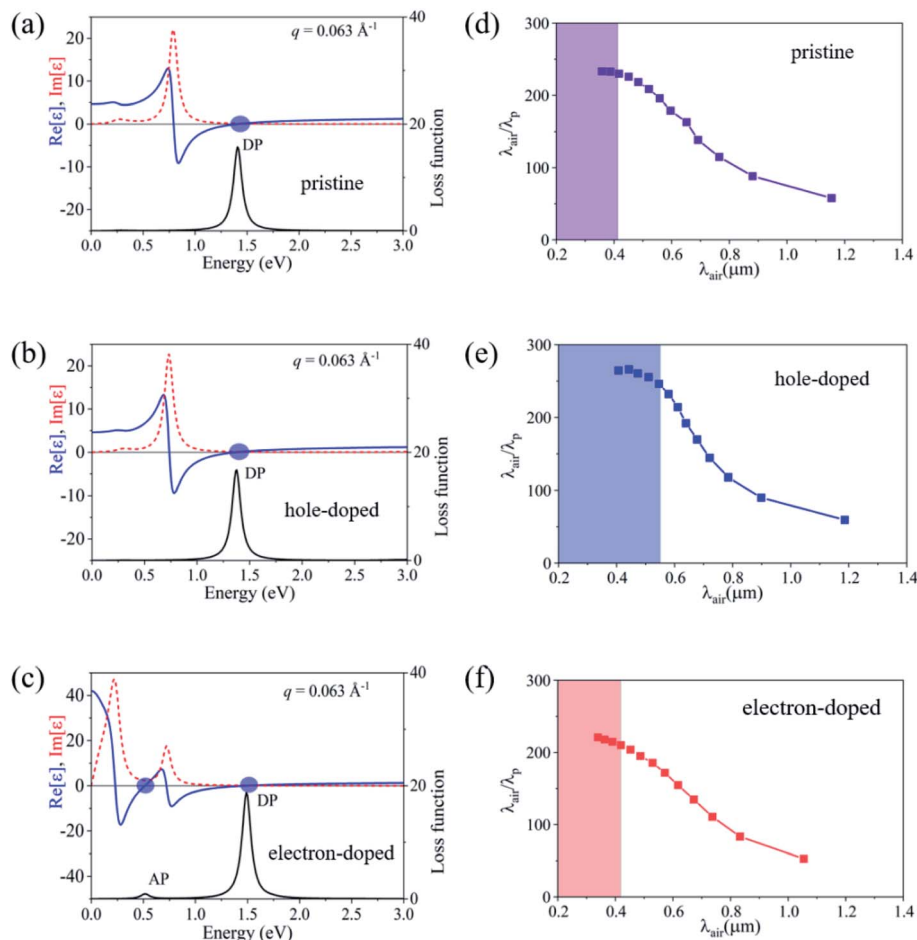 (a)
q = 0.063 Å⁻¹
Re[ε], Im[ε]
20
10
0
-10
-20
40
20
0
Loss function
DP
pristine
0.0 0.5 1.0 1.5 2.0 2.5 3.0
Energy (eV)
(d)
pristine
λair/λp
300
200
100
0
0.2 0.4 0.6 0.8 1.0 1.2 1.4
λair(μm)
(b)
q = 0.063 Å⁻¹
Re[ε], Im[ε]
20
10
0
-10
-20
40
20
0
Loss function
DP
hole-doped
0.0 0.5 1.0 1.5 2.0 2.5 3.0
Energy (eV)
(e)
hole-doped
λair/λp
300
200
100
0
0.2 0.4 0.6 0.8 1.0 1.2 1.4
λair(μm)
(c)
q = 0.063 Å⁻¹
Re[ε], Im[ε]
40
20
0
-20
-40
40
20
0
Loss function
DP
AP
electron-doped
0.0 0.5 1.0 1.5 2.0 2.5 3.0
Energy (eV)
(f)
electron-doped
λair/λp
300
200
100
0
0.2 0.4 0.6 0.8 1.0 1.2 1.4
λair(μm)